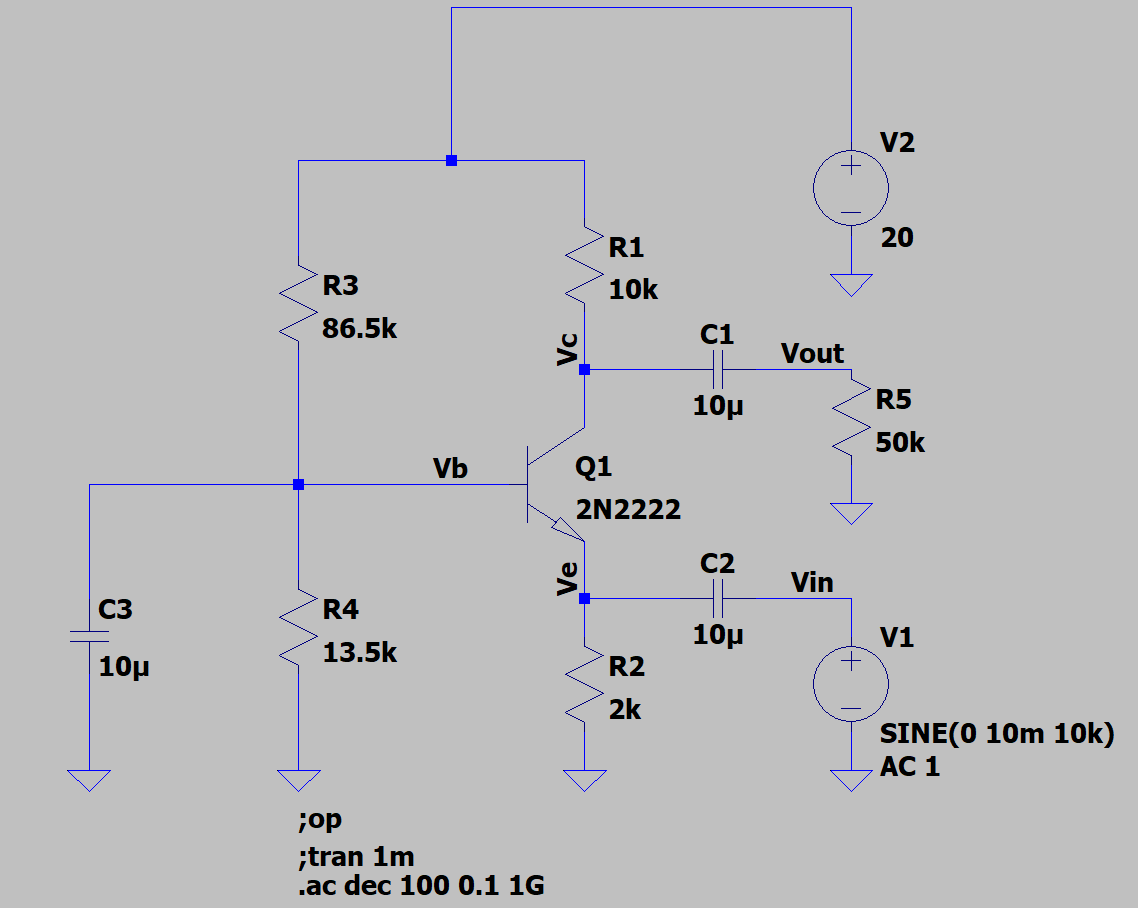 V2
20
R1
10k
R3
86.5k
Vc
C1
10µ
Vout
R5
50k
Vb
Q1
2N2222
Ve
C2
10µ
Vin
C3
10µ
R4
13.5k
R2
2k
V1
SINE(0 10m 10k)
AC 1
;op
;tran 1m
.ac dec 100 0.1 1G